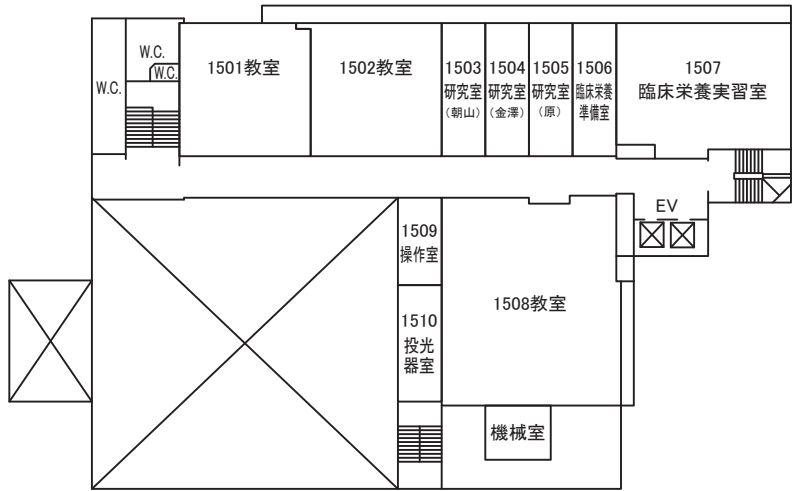 W.C.
W.C.
W.C.
1501教室
1502教室
1503
研究室
（朝山）
1504
研究室
（金澤）
1505
研究室
（原）
1506
臨床栄養
準備室
1507
臨床栄養実習室
EV
1509
操作室
1508教室
1510
投光
器室
機械室